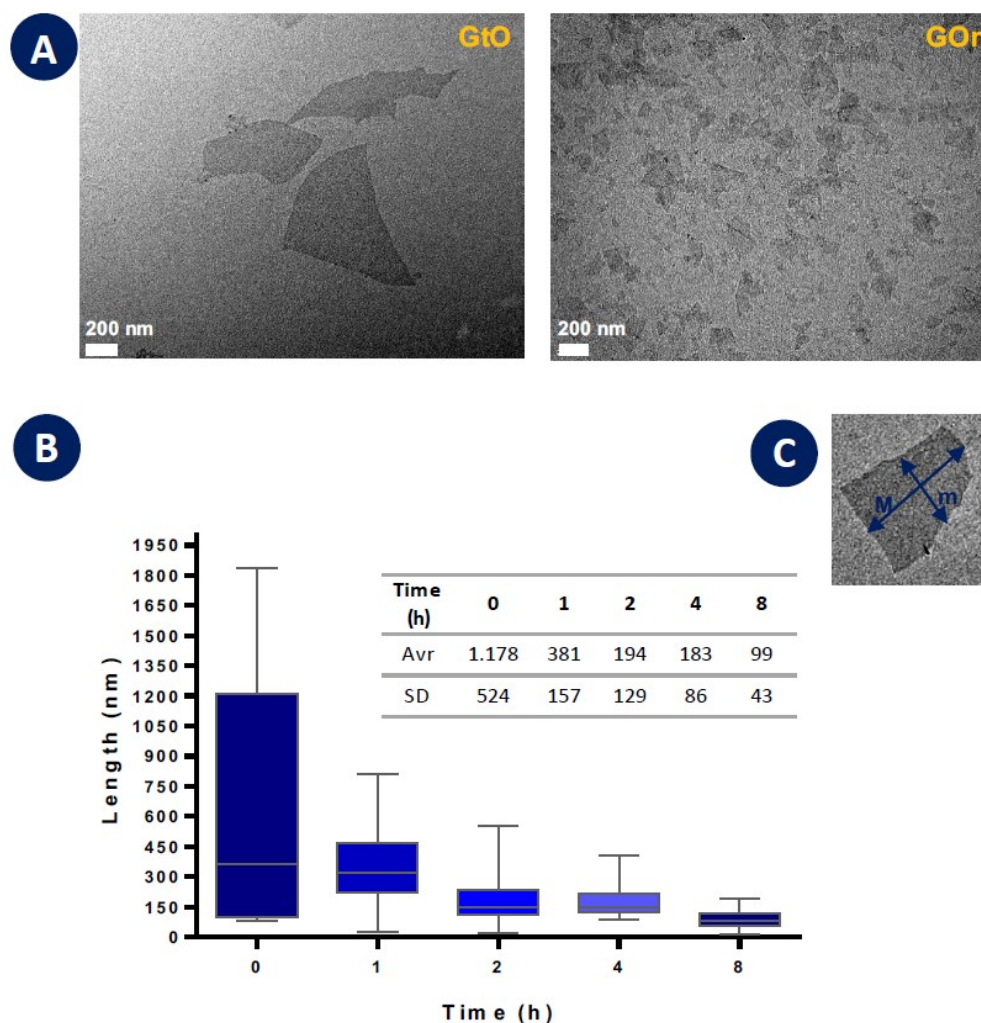 A
GtO
200 nm
GOn
200 nm
B
C
M
m
Length (nm)
1950
1800
1650
1500
1350
1200
1050
900
750
600
450
300
150
0
Time (h) 0 1 2 4 8
Avr 1.178 381 194 183 99
SD 524 157 129 86 43
0 1 2 4 8
Time (h)